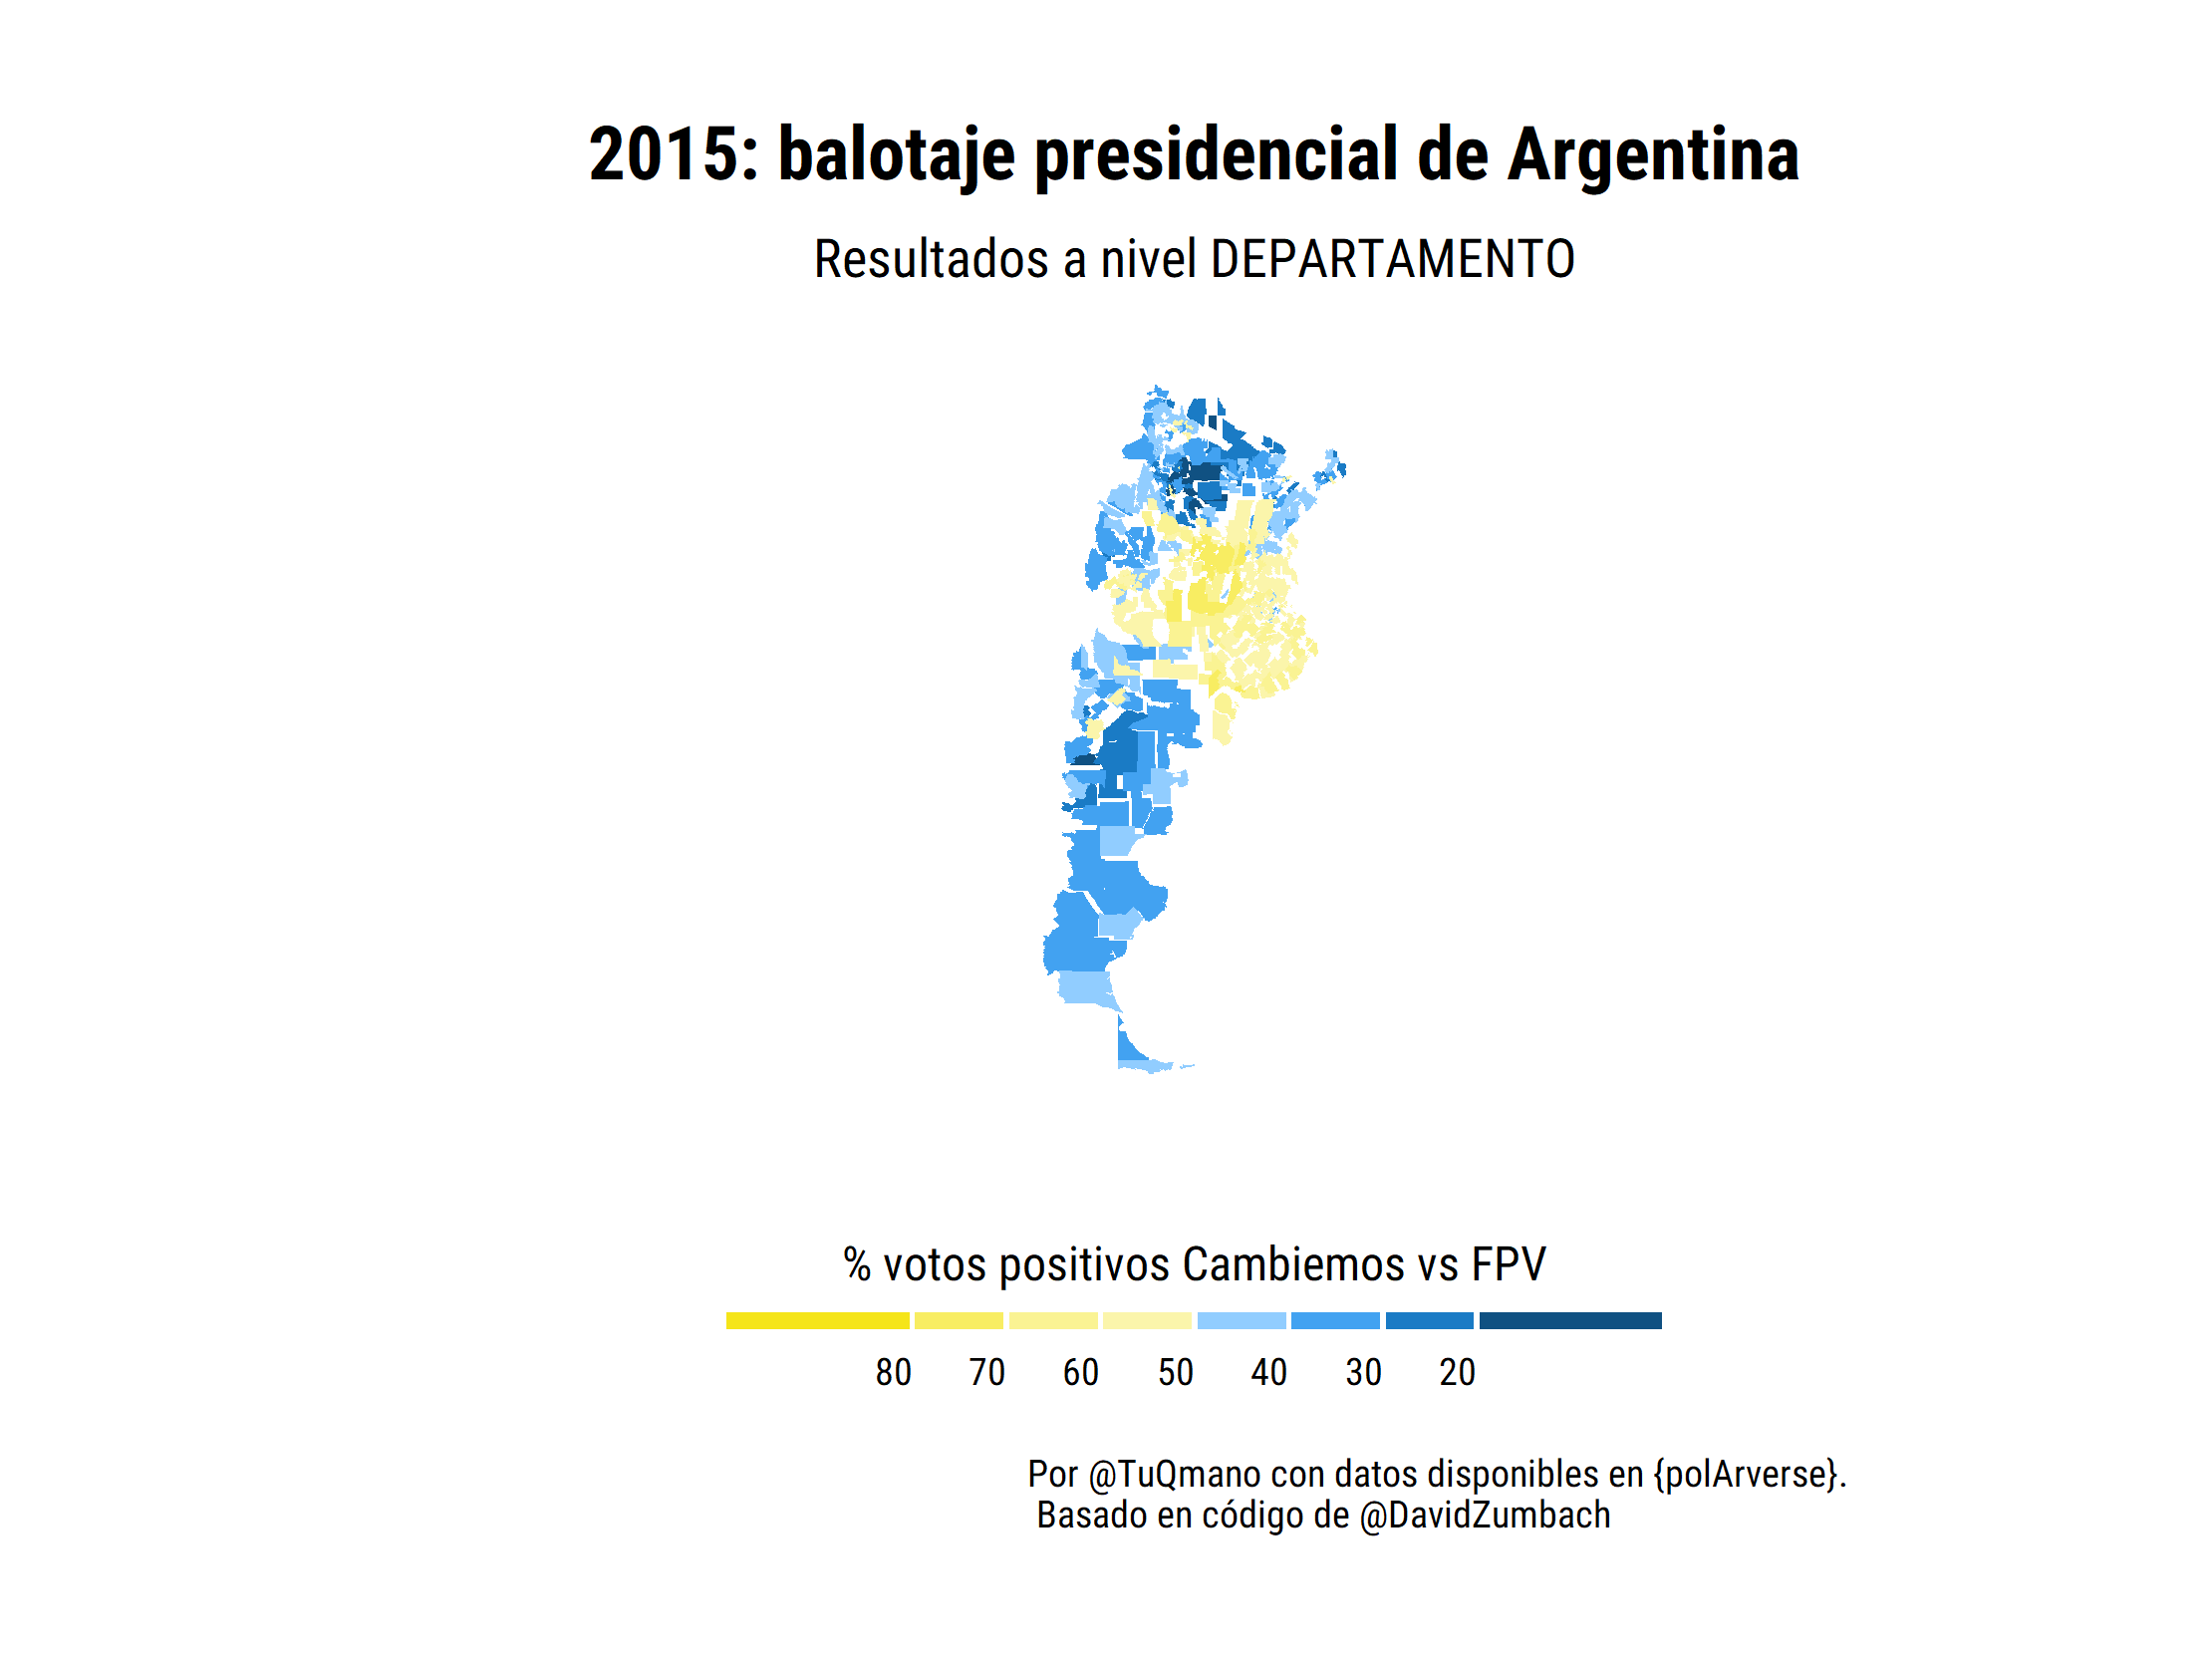 2015: balotaje presidencial de Argentina
Resultados a nivel DEPARTAMENTO
% votos positivos Cambiemos vs FPV
80 70 60 50 40 30 20
Por @TuQmano con datos disponibles en {polArverse}.
Basado en código de @DavidZumbach